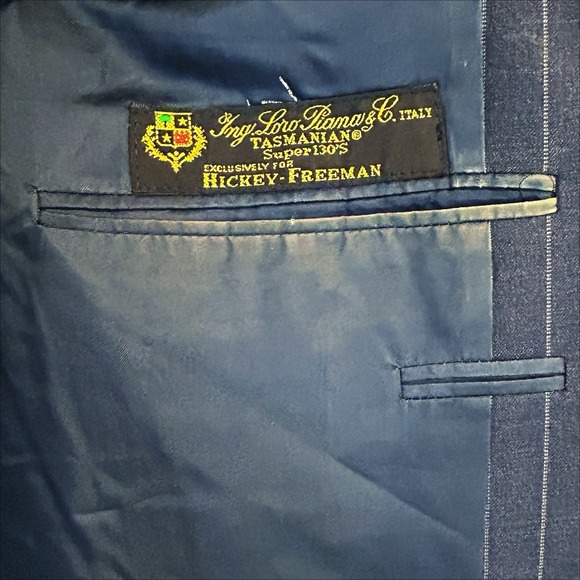 Ing. Loro Piana & C. ITALY
TASMANIAN®
Super 130'S
EXCLUSIVELY FOR
HICKEY-FREEMAN